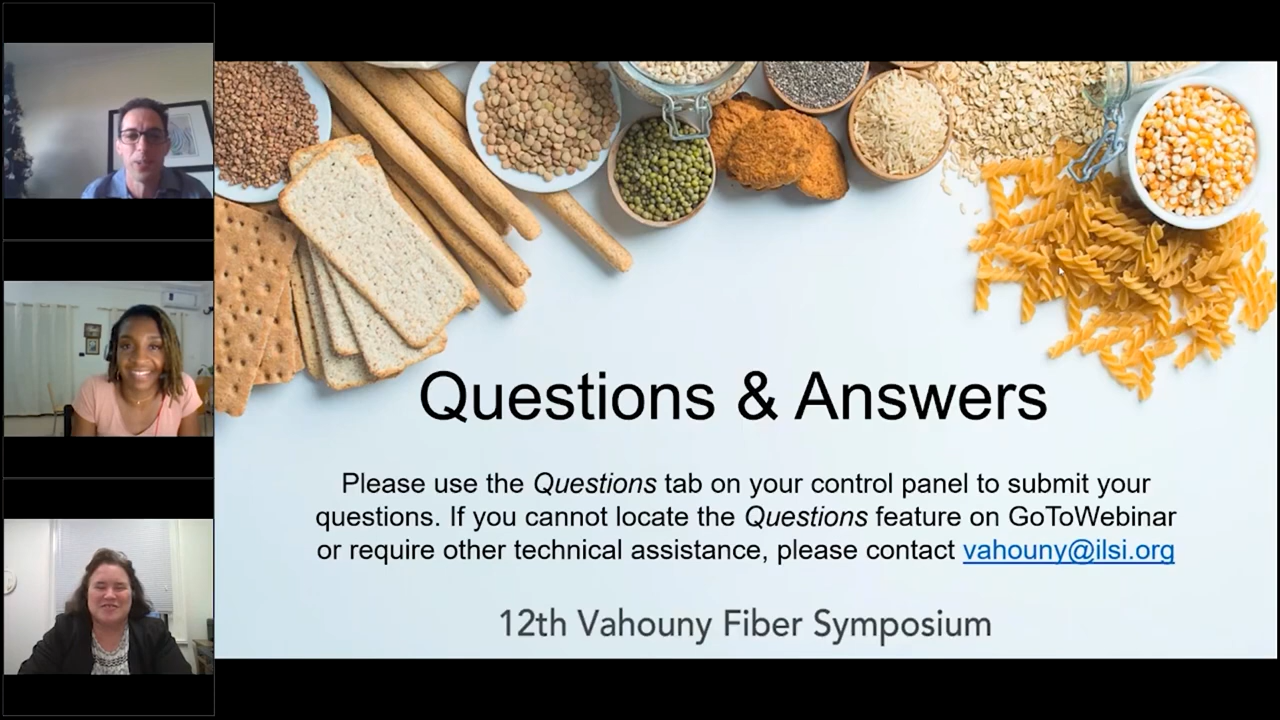 Questions & Answers
Please use the Questions tab on your control panel to submit your
questions. If you cannot locate the Questions feature on GoToWebinar
or require other technical assistance, please contact vahouny@ilsi.org
12th Vahouny Fiber Symposium